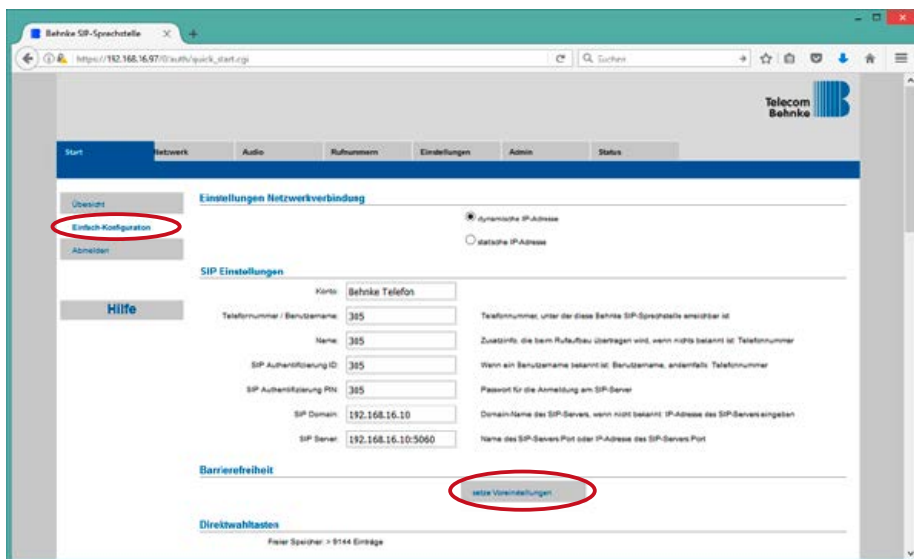 Behnke SIP-Sprechstelle
https://192.168.16.97/0/auth/quick_start.cgi
Suchen
Telecom
Behnke
Start Netzwerk Audio Rufnummern Einstellungen Admin Status
Übersicht
Einfach-Konfiguration
Abmelden
Hilfe
Einstellungen Netzwerkverbindung
dynamische IP-Adresse
statische IP-Adresse
SIP Einstellungen
Konto: Behnke Telefon
Telefonnummer / Benutzername: 385 Telefonnummer, unter der diese Behnke SIP-Sprechstelle erreichbar ist
Name: 385 Zusatzinfo, die beim Rufaufbau übertragen wird, wenn nichts bekannt ist: Telefonnummer
SIP Authentifizierung ID: 385 Wenn ein Benutzername bekannt ist: Benutzername, andernfalls: Telefonnummer
SIP Authentifizierung PIN: 385 Passwort für die Anmeldung am SIP-Server
SIP Domain: 192.168.16.10 Domain-Name des SIP-Servers, wenn nicht bekannt: IP-Adresse des SIP-Servers eingeben
SIP Server: 192.168.16.10:5060 Name des SIP-Servers:Port oder IP-Adresse des SIP-Servers:Port
Barrierefreiheit
setze Voreinstellungen
Direktwahltasten
Freier Speicher: > 8144 Einträge